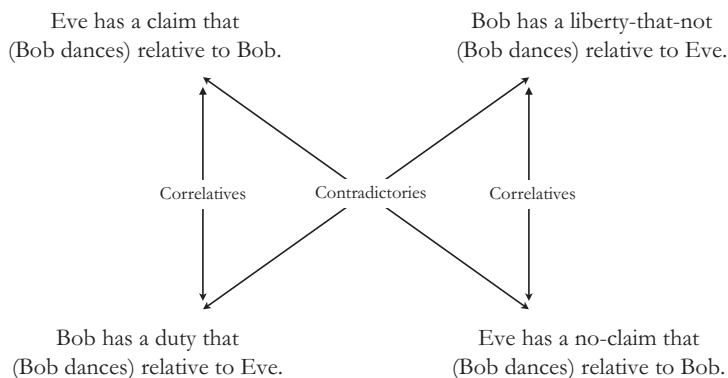 Eve has a claim that
(Bob dances) relative to Bob.
Bob has a liberty-that-not
(Bob dances) relative to Eve.
Correlatives
Contradictories
Correlatives
Bob has a duty that
(Bob dances) relative to Eve.
Eve has a no-claim that
(Bob dances) relative to Bob.